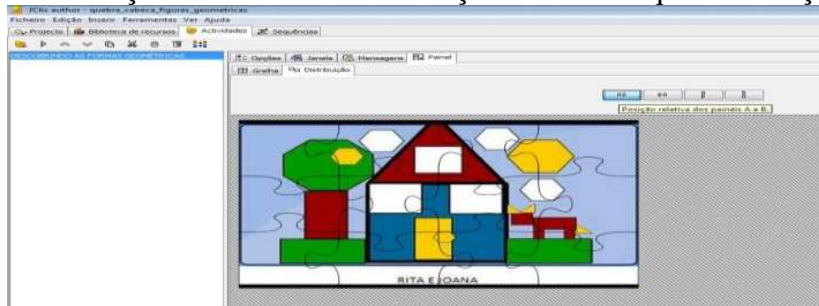 JClic author - quebra_cabeca_figuras_geometricas
Ficheiro Edição Inserir Ferramentas Ver Ajuda
Projecto Biblioteca de recursos Actividades Sequências
DESCOBRINDO AS FORMAS GEOMÉTRICAS
Opções Janela Mensagens Painel
Grelha Distribuição
Posição relativa dos painéis A e B.
RITA E JOANA